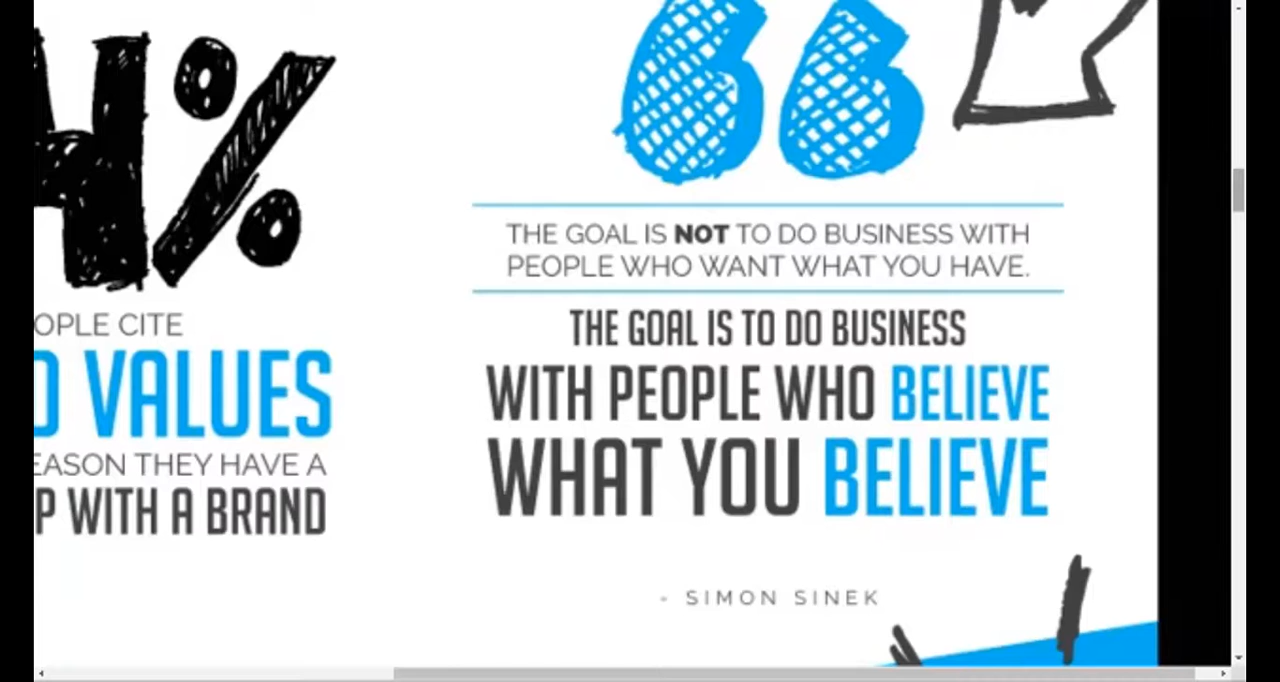 4%
OPLE CITE
VALUES
EASON THEY HAVE A
P WITH A BRAND
“
THE GOAL IS NOT TO DO BUSINESS WITH
PEOPLE WHO WANT WHAT YOU HAVE.
THE GOAL IS TO DO BUSINESS
WITH PEOPLE WHO BELIEVE
WHAT YOU BELIEVE
- SIMON SINEK